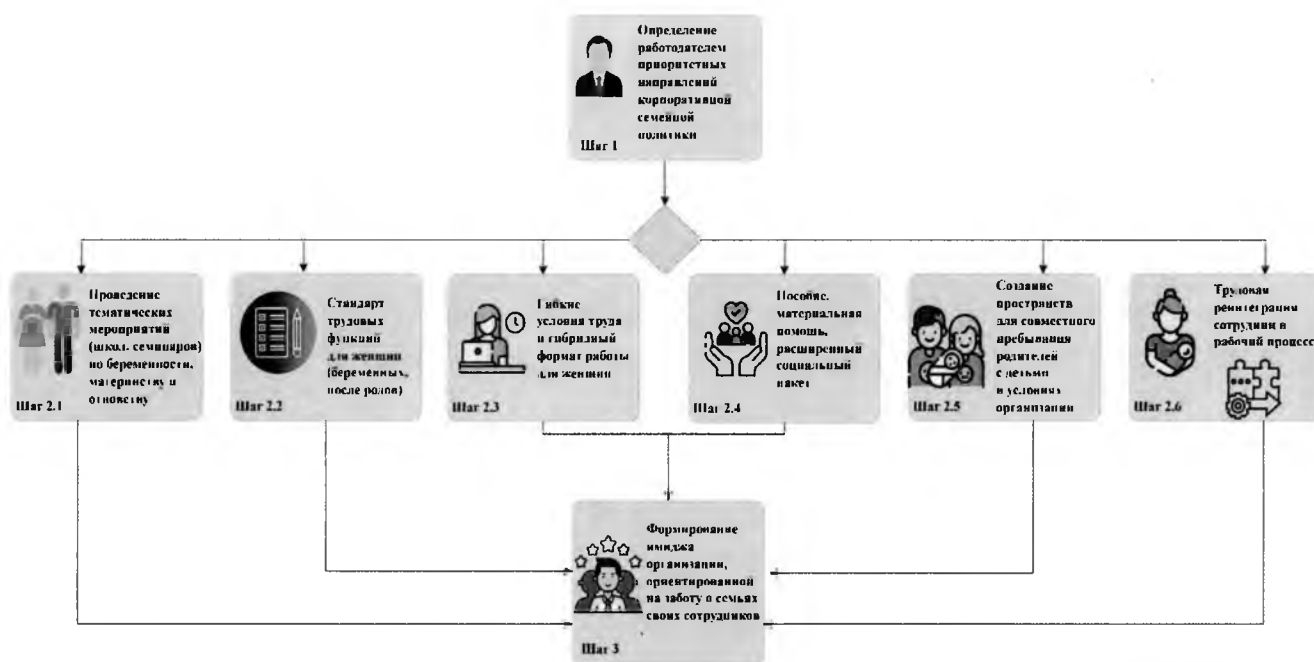 Определение
работодателем
приоритетных
направлений
корпоративной
семейной
политики
Шаг 1
Проведение
тематических
мероприятий
(школ, семинаров)
по беременности,
материнству и
отцовству
Шаг 2.1
Стандарт
трудовых
функций
для женщин
(беременных,
после родов)
Шаг 2.2
Гибкие
условия труда
и гибридный
формат работы
для женщин
Шаг 2.3
Пособие,
материальная
помощь,
расширенный
социальный
пакет
Шаг 2.4
Создание
пространств
для совместного
пребывания
родителей
с детьми
в условиях
организации
Шаг 2.5
Трудовая
реинтеграция
сотрудниц в
рабочий процесс
Шаг 2.6
Формирование
имиджа
организации,
ориентированной
на заботу о семьях
своих сотрудников
Шаг 3